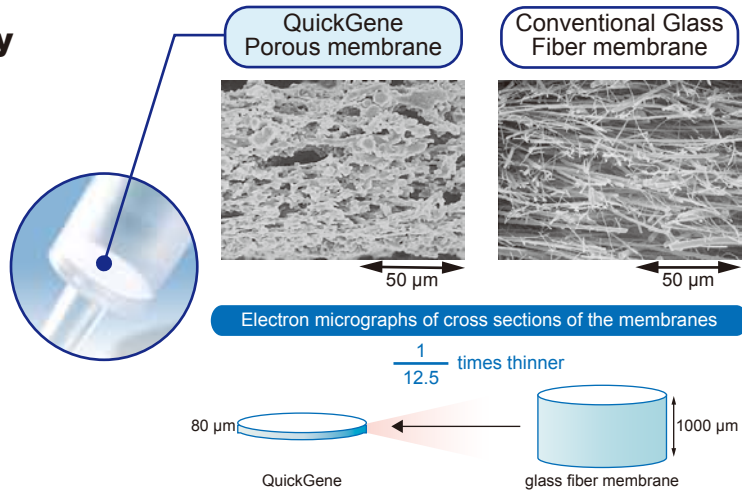 y
QuickGene
Porous membrane
Conventional Glass
Fiber membrane
50 µm
50 µm
Electron micrographs of cross sections of the membranes
1
12.5
times thinner
80 µm
1000 µm
QuickGene
glass fiber membrane